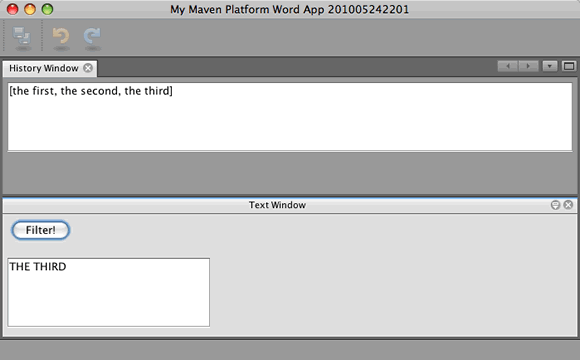 My Maven Platform Word App 201005242201
History Window
[the first, the second, the third]
Text Window
Filter!
THE THIRD